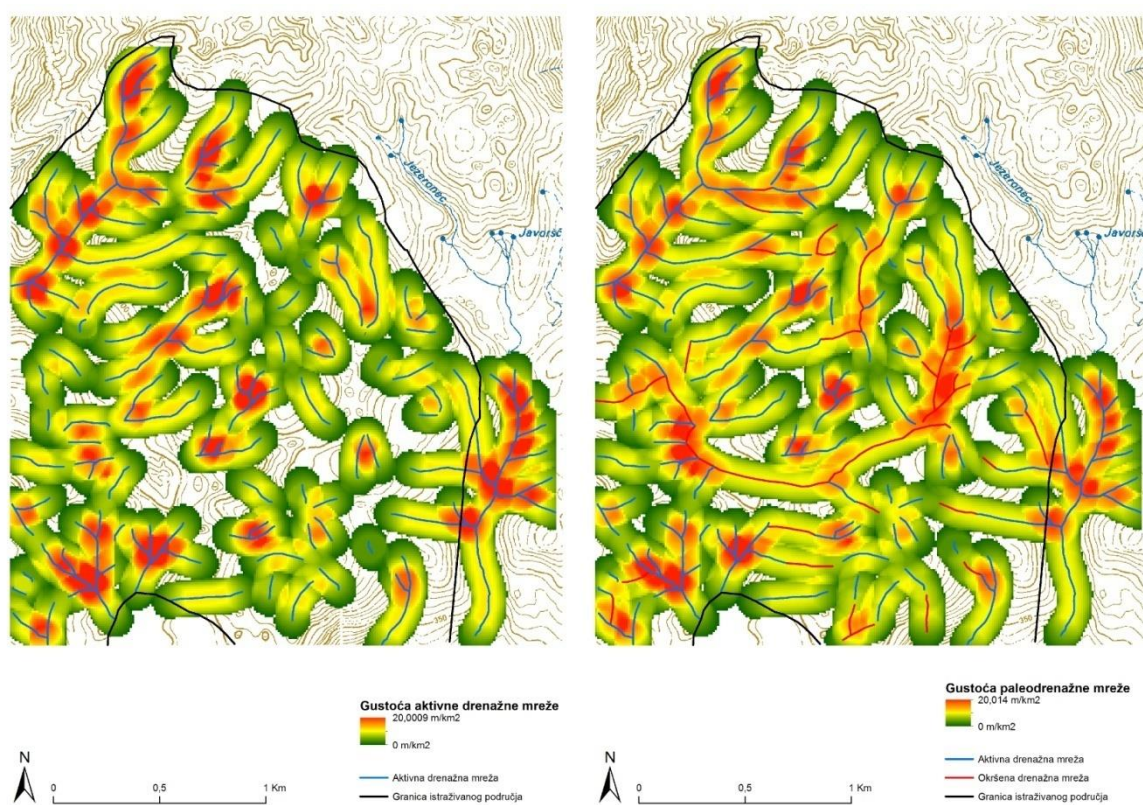 Jezeronec
Javoršć
350
Gustoća aktivne drenažne mreže
20,0009 m/km2
0 m/km2
N
Aktivna drenažna mreža
0 0,5 1 Km
Granica istraživanog područja
Jezeronec
Javoršć
350
Gustoća paleodrenažne mreže
20,014 m/km2
0 m/km2
N
Aktivna drenažna mreža
Okršena drenažna mreža
0 0,5 1 Km
Granica istraživanog područja